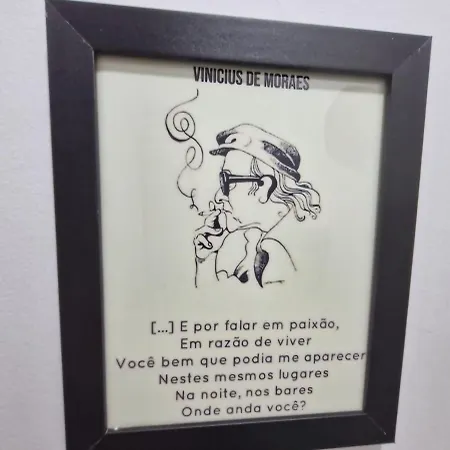 VINICIUS DE MORAES
[...] E por falar em paixão,
Em razão de viver
Você bem que podia me aparecer
Nestes mesmos lugares
Na noite, nos bares
Onde anda você?